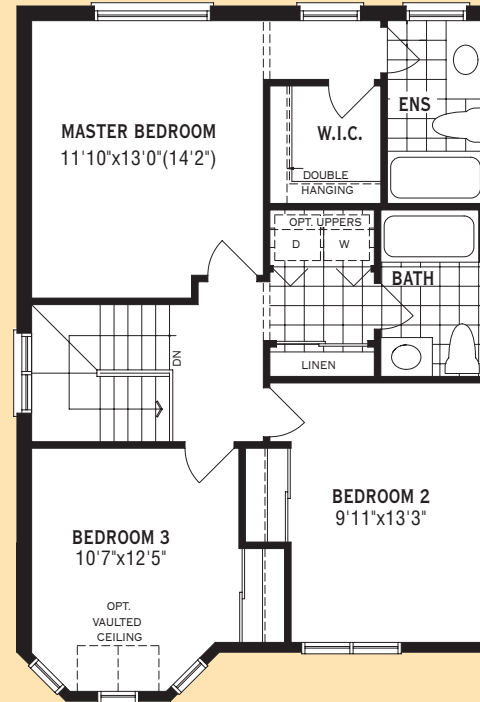 MASTER BEDROOM
11'10"x13'0"(14'2")
W.I.C.
DOUBLE
HANGING
ENS
OPT. UPPERS
D
W
BATH
LINEN
DN
BEDROOM 2
9'11"x13'3"
BEDROOM 3
10'7"x12'5"
OPT.
VAULTED
CEILING